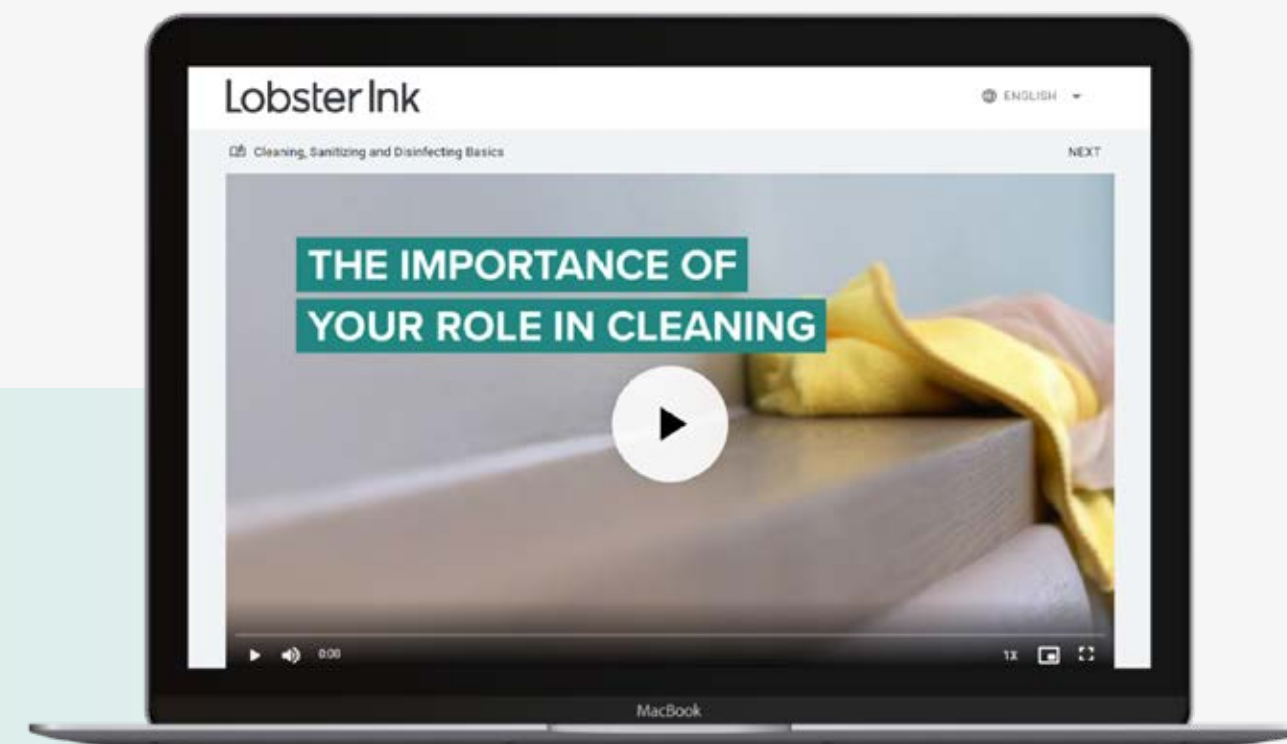 Lobster Ink
ENGLISH
Cleaning, Sanitizing and Disinfecting Basics
NEXT
THE IMPORTANCE OF
YOUR ROLE IN CLEANING
0:00
1X
MacBook